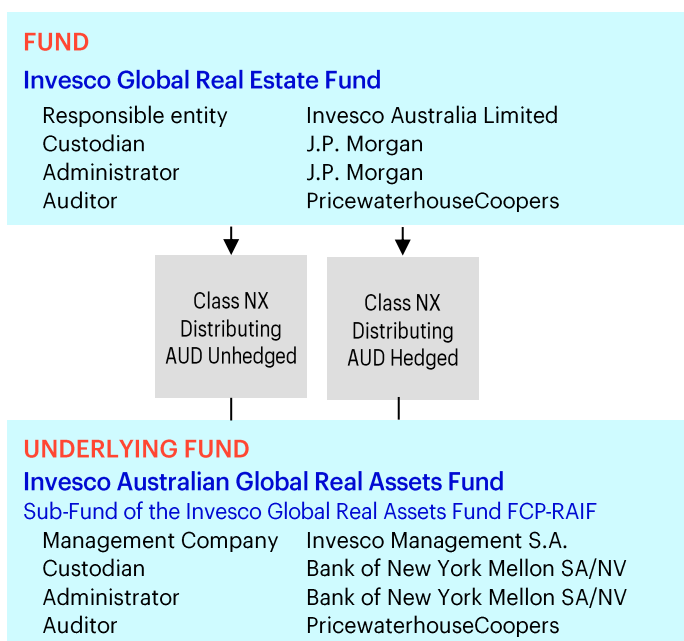 FUND
Invesco Global Real Estate Fund
Responsible entity Invesco Australia Limited
Custodian J.P. Morgan
Administrator J.P. Morgan
Auditor PricewaterhouseCoopers
Class NX
Distributing
AUD Unhedged
Class NX
Distributing
AUD Hedged
UNDERLYING FUND
Invesco Australian Global Real Assets Fund
Sub-Fund of the Invesco Global Real Assets Fund FCP-RAIF
Management Company Invesco Management S.A.
Custodian Bank of New York Mellon SA/NV
Administrator Bank of New York Mellon SA/NV
Auditor PricewaterhouseCoopers